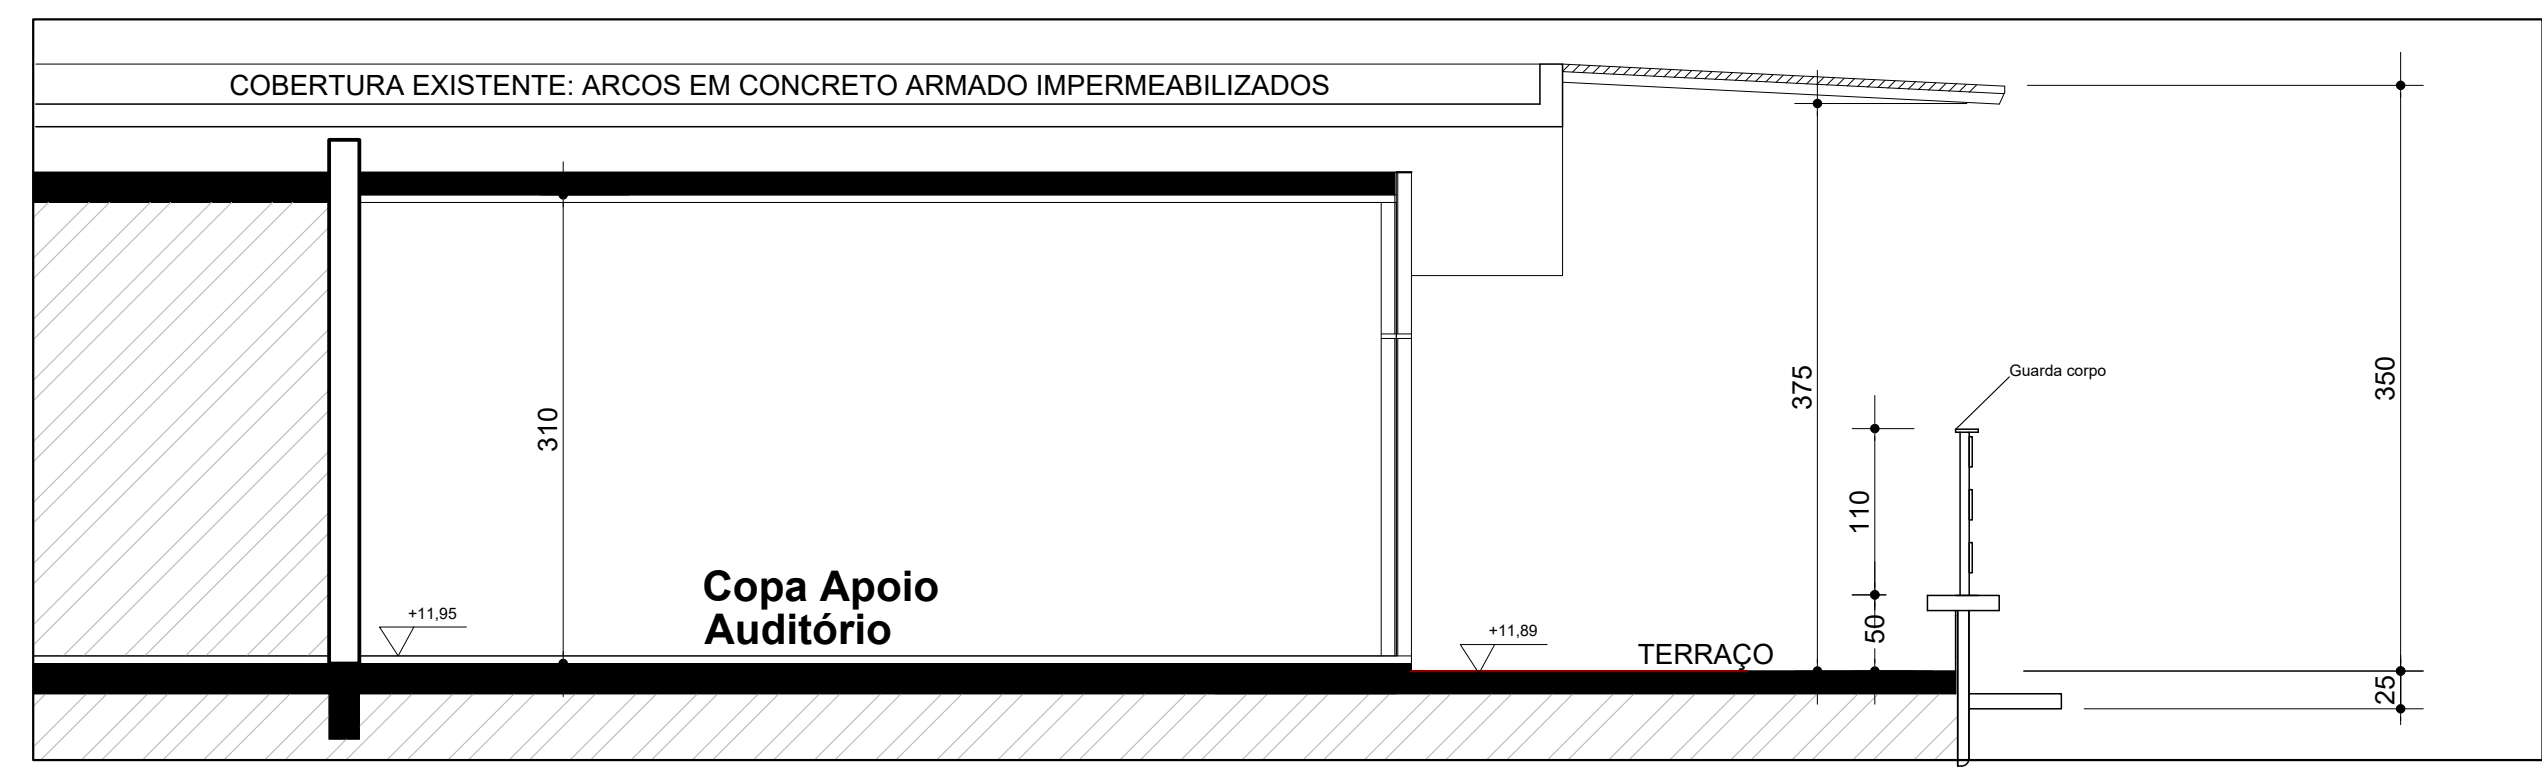 COBERTURA EXISTENTE: ARCOS EM CONCRETO ARMADO IMPERMEABILIZADOS
310
Copa Apoio
Auditório
+11,95
+11,89
TERRAÇO
375
110
50
Guarda corpo
350
25